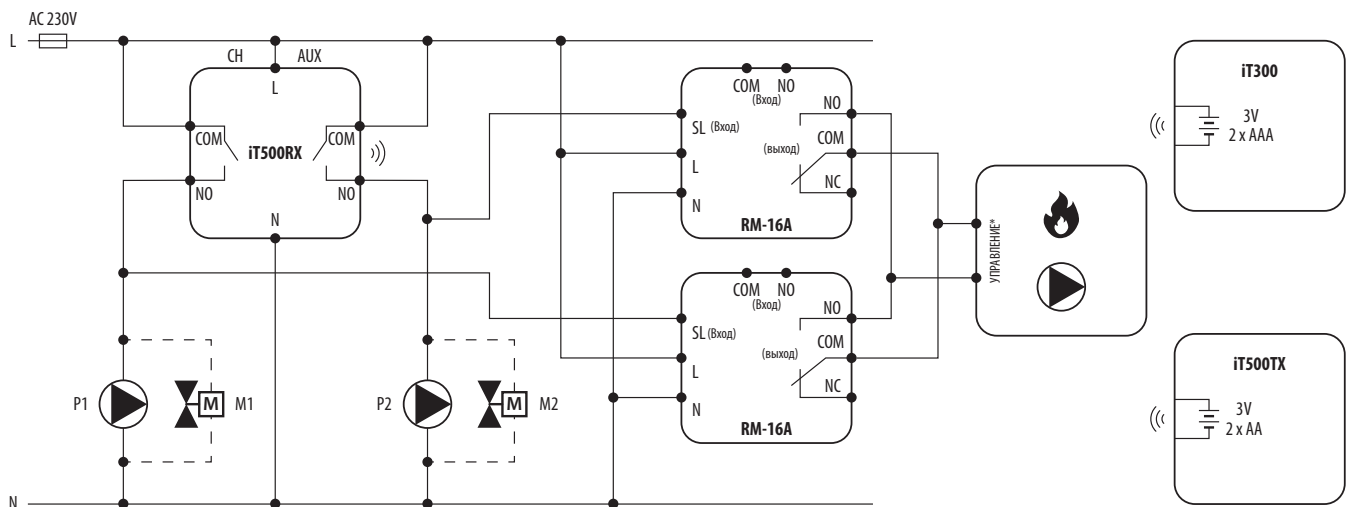 AC 230V
L
CH AUX
L
COM
iT500RX
COM
NO
NO
N
COM NO
(Вход)
NO
SL (Вход)
COM
(выход)
L
NC
N
RM-16A
COM NO
(Вход)
NO
SL (Вход)
COM
(выход)
L
NC
N
RM-16A
УПРАВЛЕНИЕ*
iT300
3V
2 x AAA
iT500TX
3V
2 x AA
P1
M
M1
P2
M
M2
N